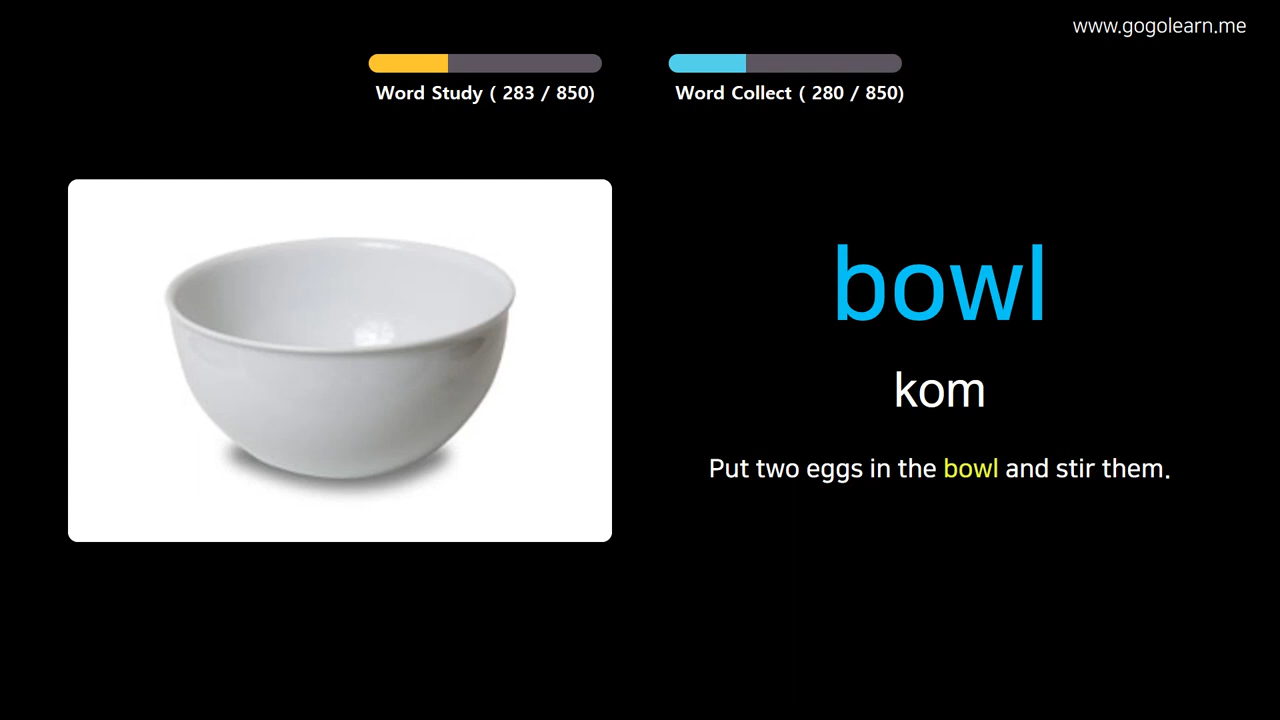 www.gogolearn.me
Word Study ( 283 / 850)
Word Collect ( 280 / 850)
bowl
kom
Put two eggs in the bowl and stir them.